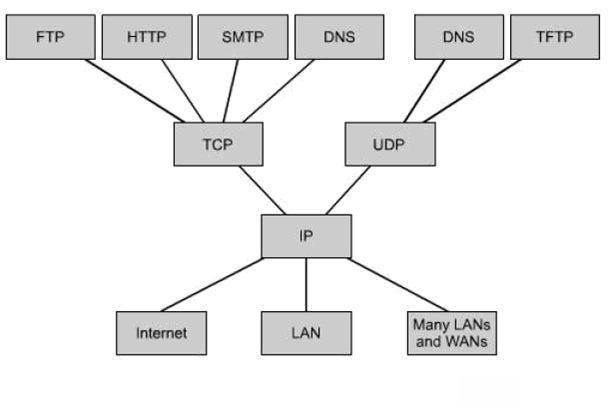 FTP
HTTP
SMTP
DNS
DNS
TFTP
TCP
UDP
IP
Internet
LAN
Many LANs
and WANs